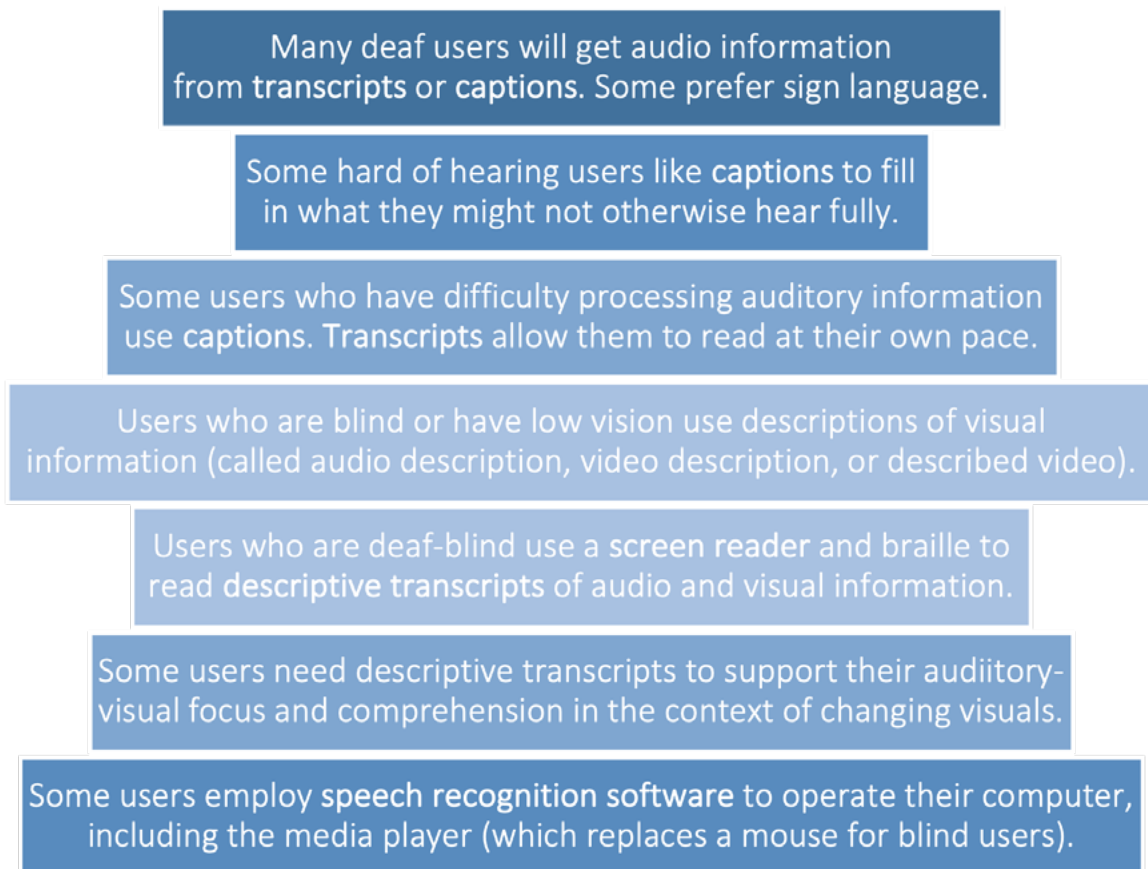 Many deaf users will get audio information
from transcripts or captions. Some prefer sign language.
Some hard of hearing users like captions to fill
in what they might not otherwise hear fully.
Some users who have difficulty processing auditory information
use captions. Transcripts allow them to read at their own pace.
Users who are blind or have low vision use descriptions of visual
information (called audio description, video description, or described video).
Users who are deaf-blind use a screen reader and braille to
read descriptive transcripts of audio and visual information.
Some users need descriptive transcripts to support their audiitory-
visual focus and comprehension in the context of changing visuals.
Some users employ speech recognition software to operate their computer,
including the media player (which replaces a mouse for blind users).